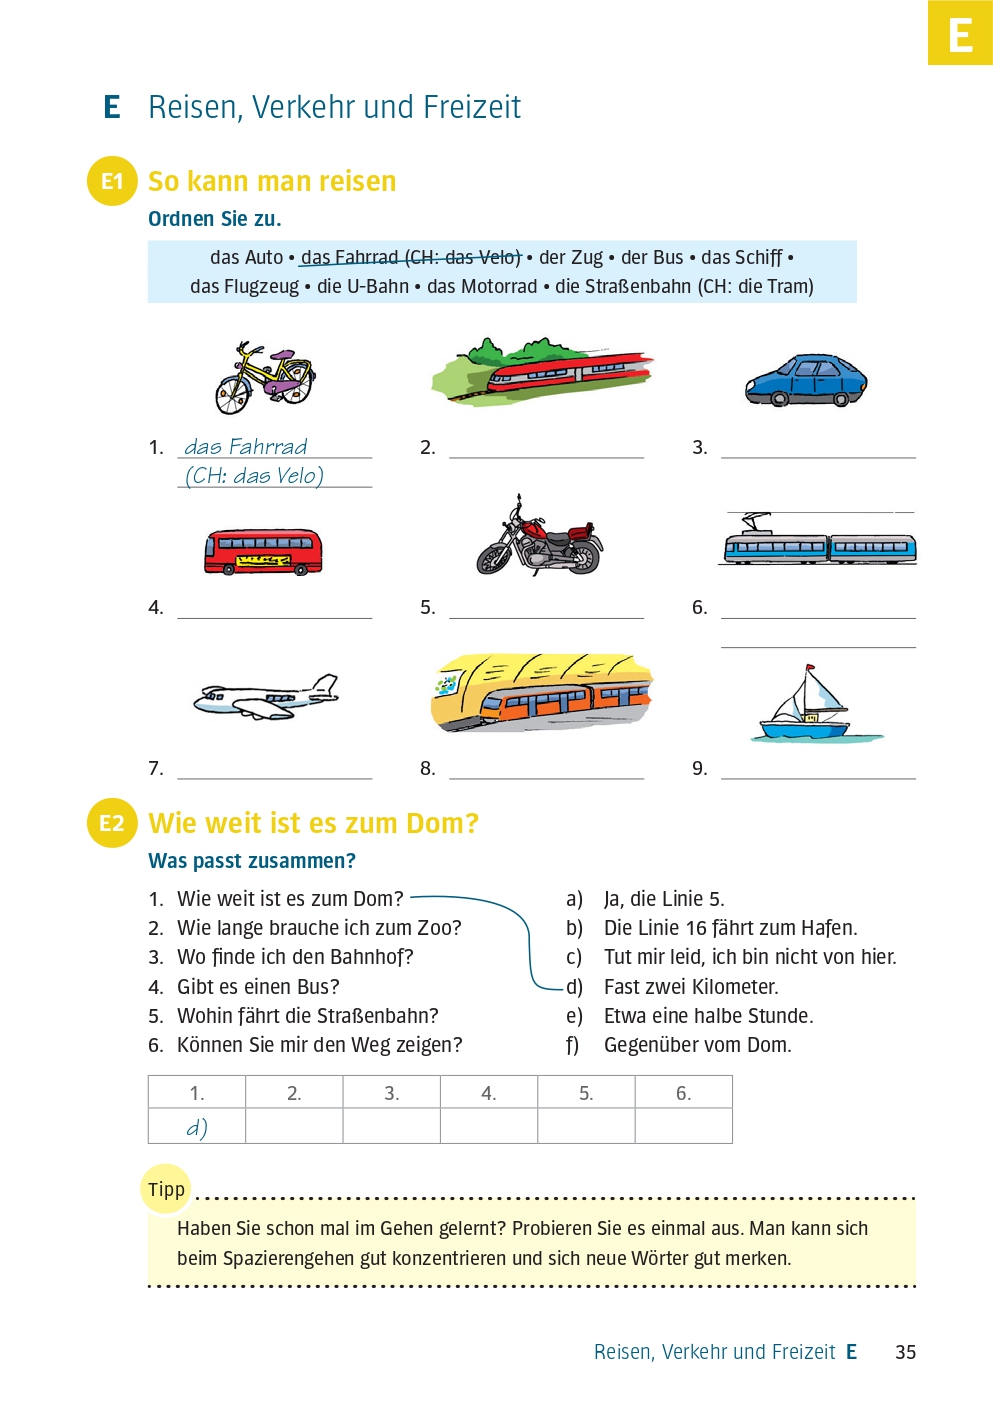 E
E Reisen, Verkehr und Freizeit
E1 So kann man reisen
Ordnen Sie zu.
das Auto • das Fahrrad (CH: das Velo) • der Zug • der Bus • das Schiff •
das Flugzeug • die U-Bahn • das Motorrad • die Straßenbahn (CH: die Tram)
1. das Fahrrad
(CH: das Velo)
2.
3.
4.
5.
6.
7.
8.
9.
E2 Wie weit ist es zum Dom?
Was passt zusammen?
1. Wie weit ist es zum Dom?
2. Wie lange brauche ich zum Zoo?
3. Wo finde ich den Bahnhof?
4. Gibt es einen Bus?
5. Wohin fährt die Straßenbahn?
6. Können Sie mir den Weg zeigen?
a) Ja, die Linie 5.
b) Die Linie 16 fährt zum Hafen.
c) Tut mir leid, ich bin nicht von hier.
d) Fast zwei Kilometer.
e) Etwa eine halbe Stunde.
f) Gegenüber vom Dom.
1. 2. 3. 4. 5. 6.
d)
Tipp
Haben Sie schon mal im Gehen gelernt? Probieren Sie es einmal aus. Man kann sich
beim Spazierengehen gut konzentrieren und sich neue Wörter gut merken.
Reisen, Verkehr und Freizeit E 35